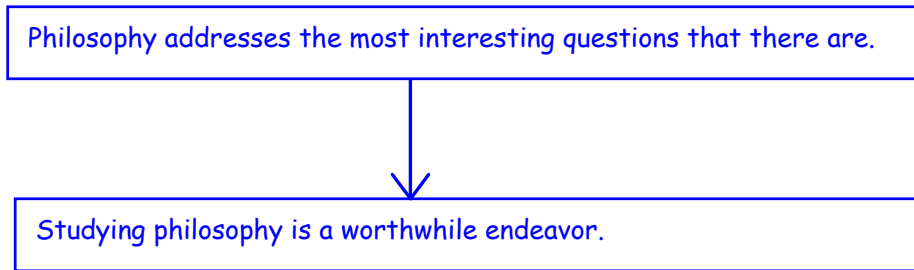 Philosophy addresses the most interesting questions that there are.
Studying philosophy is a worthwhile endeavor.